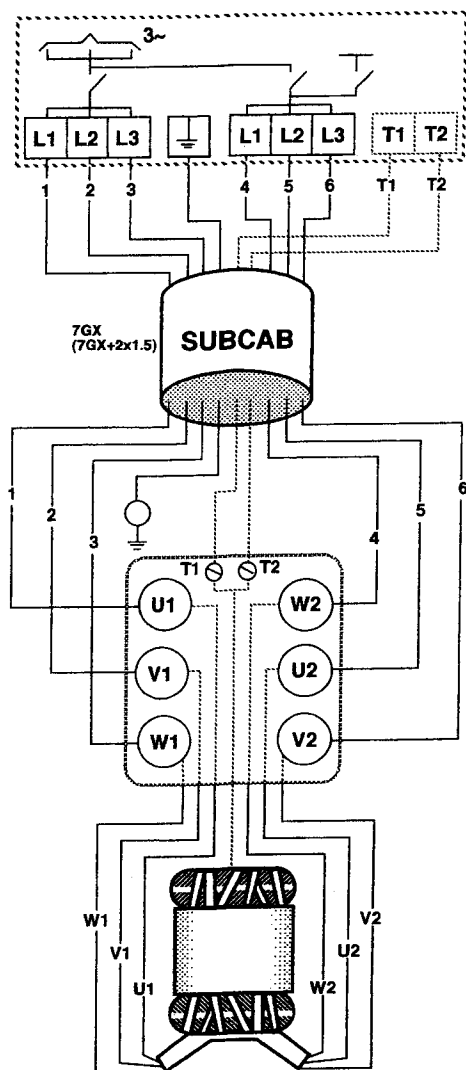 3~
L1 L2 L3 L1 L2 L3 T1 T2
1 2 3 4 5 6 T1 T2
7GX
(7GX+2x1.5)
SUBCAB
1 2 3 4 5 6
T1 T2
U1 W2
V1 U2
W1 V2
W1 V1 U1 W2 U2 V2